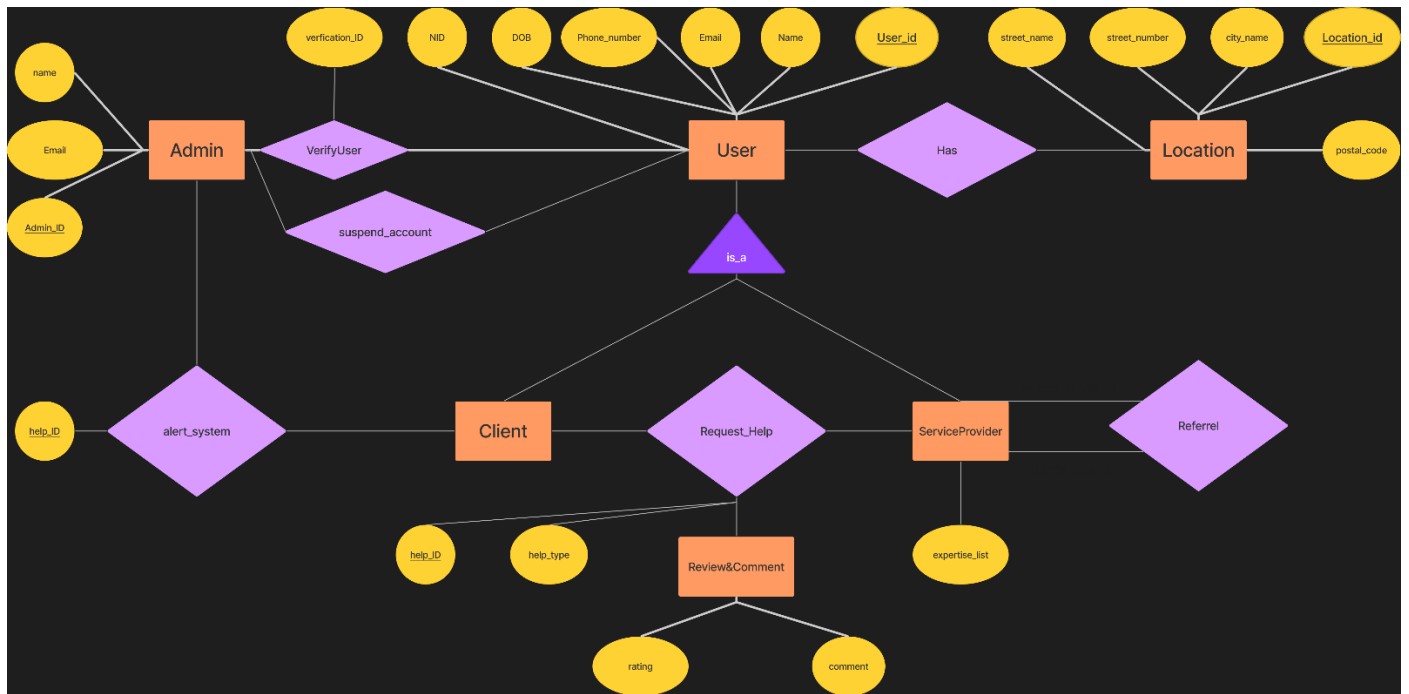 verfication_ID
NID
DOB
Phone_number
Email
Name
User_id
street_name
street_number
city_name
Location_id
name
Admin
VerifyUser
User
Has
Location
Email
postal_code
Admin_ID
suspend_account
is_a
help_ID
alert_system
Client
Request_Help
ServiceProvider
Referrel
help_ID
help_type
Review&Comment
expertise_list
rating
comment